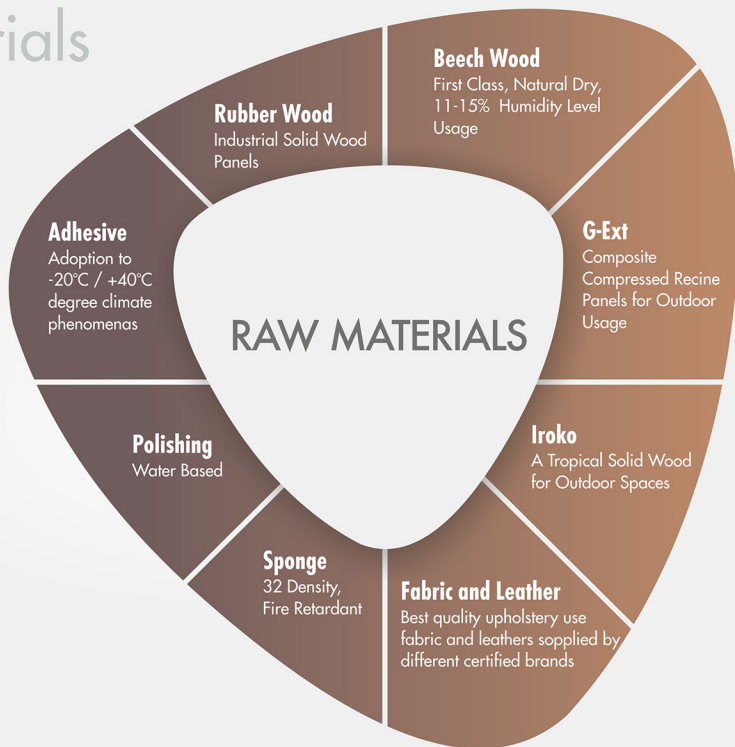 rials
Beech Wood
First Class, Natural Dry,
11-15% Humidity Level
Usage
G-Ext
Composite
Compressed Recine
Panels for Outdoor
Usage
Iroko
A Tropical Solid Wood
for Outdoor Spaces
Fabric and Leather
Best quality upholstery use
fabric and leathers sopplied by
different certified brands
Sponge
32 Density,
Fire Retardant
Polishing
Water Based
Adhesive
Adoption to
-20°C / +40°C
degree climate
phenomenas
Rubber Wood
Industrial Solid Wood
Panels
RAW MATERIALS